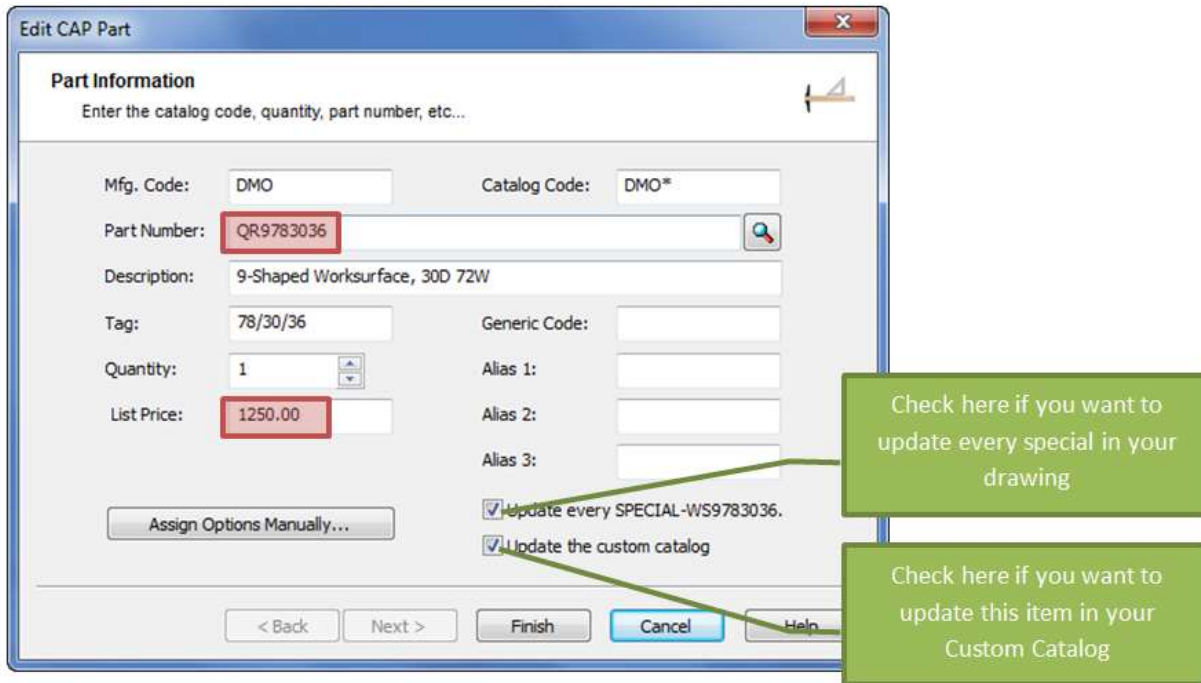 Edit CAP Part
Part Information
Enter the catalog code, quantity, part number, etc...
Mfg. Code: DMO Catalog Code: DMO*
Part Number: QR9783036
Description: 9-Shaped Worksurface, 30D 72W
Tag: 78/30/36 Generic Code:
Quantity: 1 Alias 1:
List Price: 1250.00 Alias 2:
Alias 3:
Update every SPECIAL-WS9783036.
Assign Options Manually...
Update the custom catalog
< Back Next > Finish Cancel Help
Check here if you want to
update every special in your
drawing
Check here if you want to
update this item in your
Custom Catalog